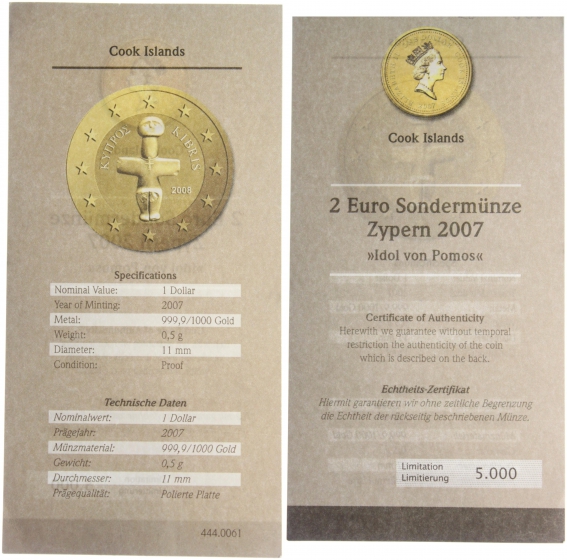 Cook Islands
ΚΥΠΡΟΣ KIBRIS
2008
Specifications
Nominal Value: 1 Dollar
Year of Minting: 2007
Metal: 999,9/1000 Gold
Weight: 0,5 g
Diameter: 11 mm
Condition: Proof
Technische Daten
Nominalwert: 1 Dollar
Prägejahr: 2007
Münzmaterial: 999,9/1000 Gold
Gewicht: 0,5 g
Durchmesser: 11 mm
Prägequalität: Polierte Platte
444.0061
Cook Islands
2 Euro Sondermünze
Zypern 2007
»Idol von Pomos«
Certificate of Authenticity
Herewith we guarantee without temporal
restriction the authenticity of the coin
which is described on the back.
Echtheits-Zertifikat
Hiermit garantieren wir ohne zeitliche Begrenzung
die Echtheit der rückseitig beschriebenen Münze.
Limitation
Limitierung 5.000